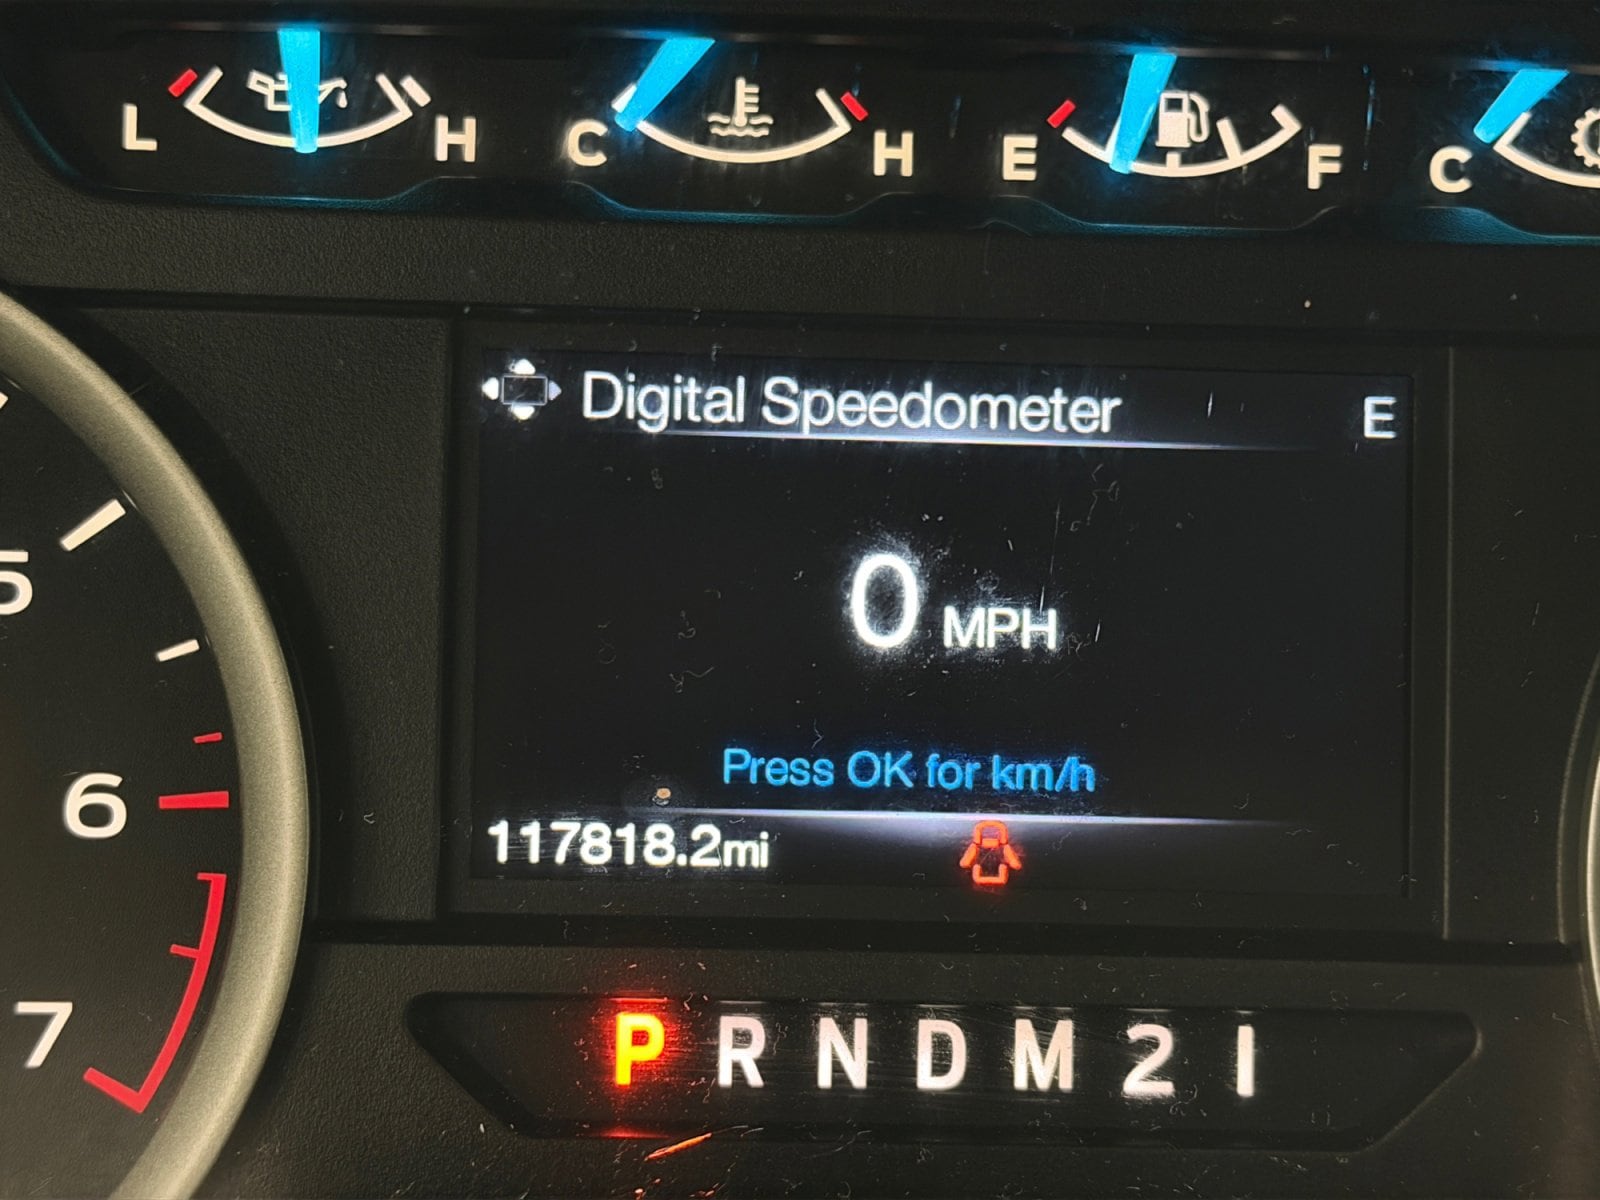 L H C H E F C
Digital Speedometer E
5
0 MPH
6
Press OK for km/h
117818.2mi
7
P R N D M 2 1